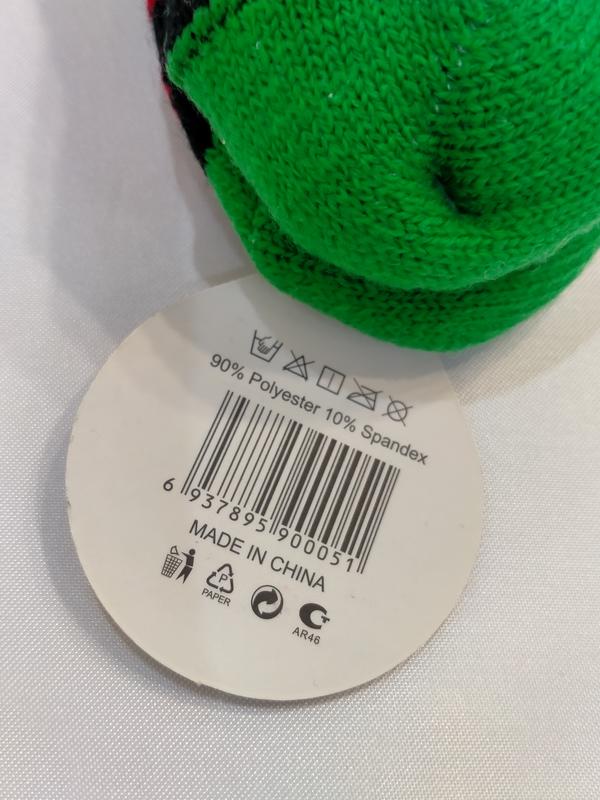 90% Polyester 10% Spandex
6 937895 900051
MADE IN CHINA
P
PAPER
AR46